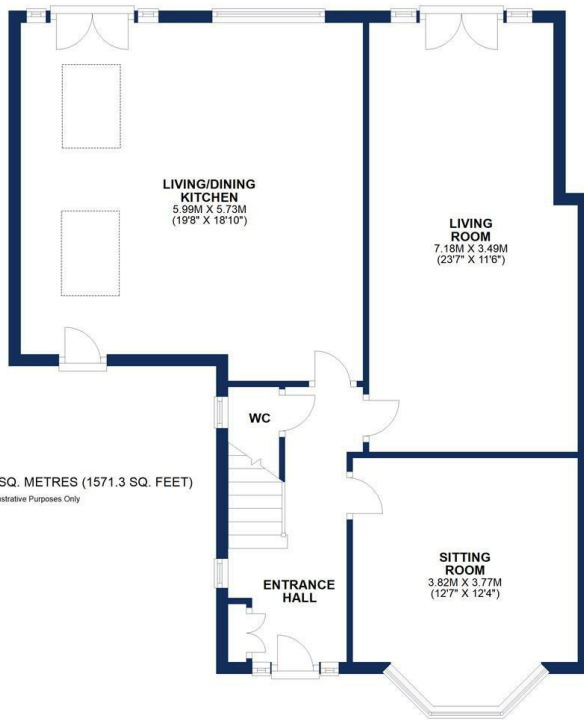 LIVING/DINING
KITCHEN
5.99M X 5.73M
(19'8" X 18'10")
LIVING
ROOM
7.18M X 3.49M
(23'7" X 11'6")
WC
SQ. METRES (1571.3 SQ. FEET)
Purposes Only
ENTRANCE
HALL
SITTING
ROOM
3.82M X 3.77M
(12'7" X 12'4")